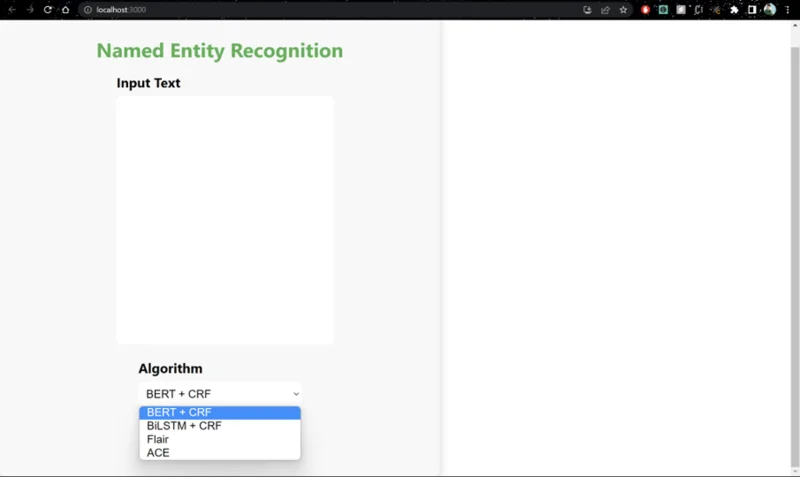 localhost:3000
Named Entity Recognition
Input Text
Algorithm
BERT + CRF
BERT + CRF
BiLSTM + CRF
Flair
ACE